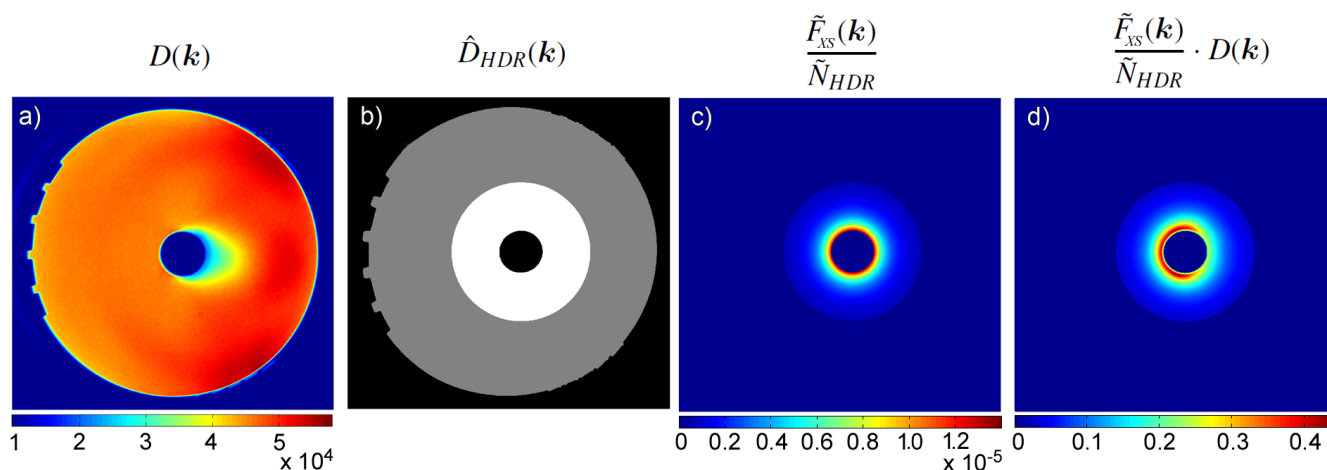 D(k)
D̂_HDR(k)
F̃_XS(k)
Ñ_HDR
F̃_XS(k)
Ñ_HDR
· D(k)
a)
b)
c)
d)
1 2 3 4 5
x 10^4
0 0.2 0.4 0.6 0.8 1.0 1.2
x 10^-5
0 0.1 0.2 0.3 0.4